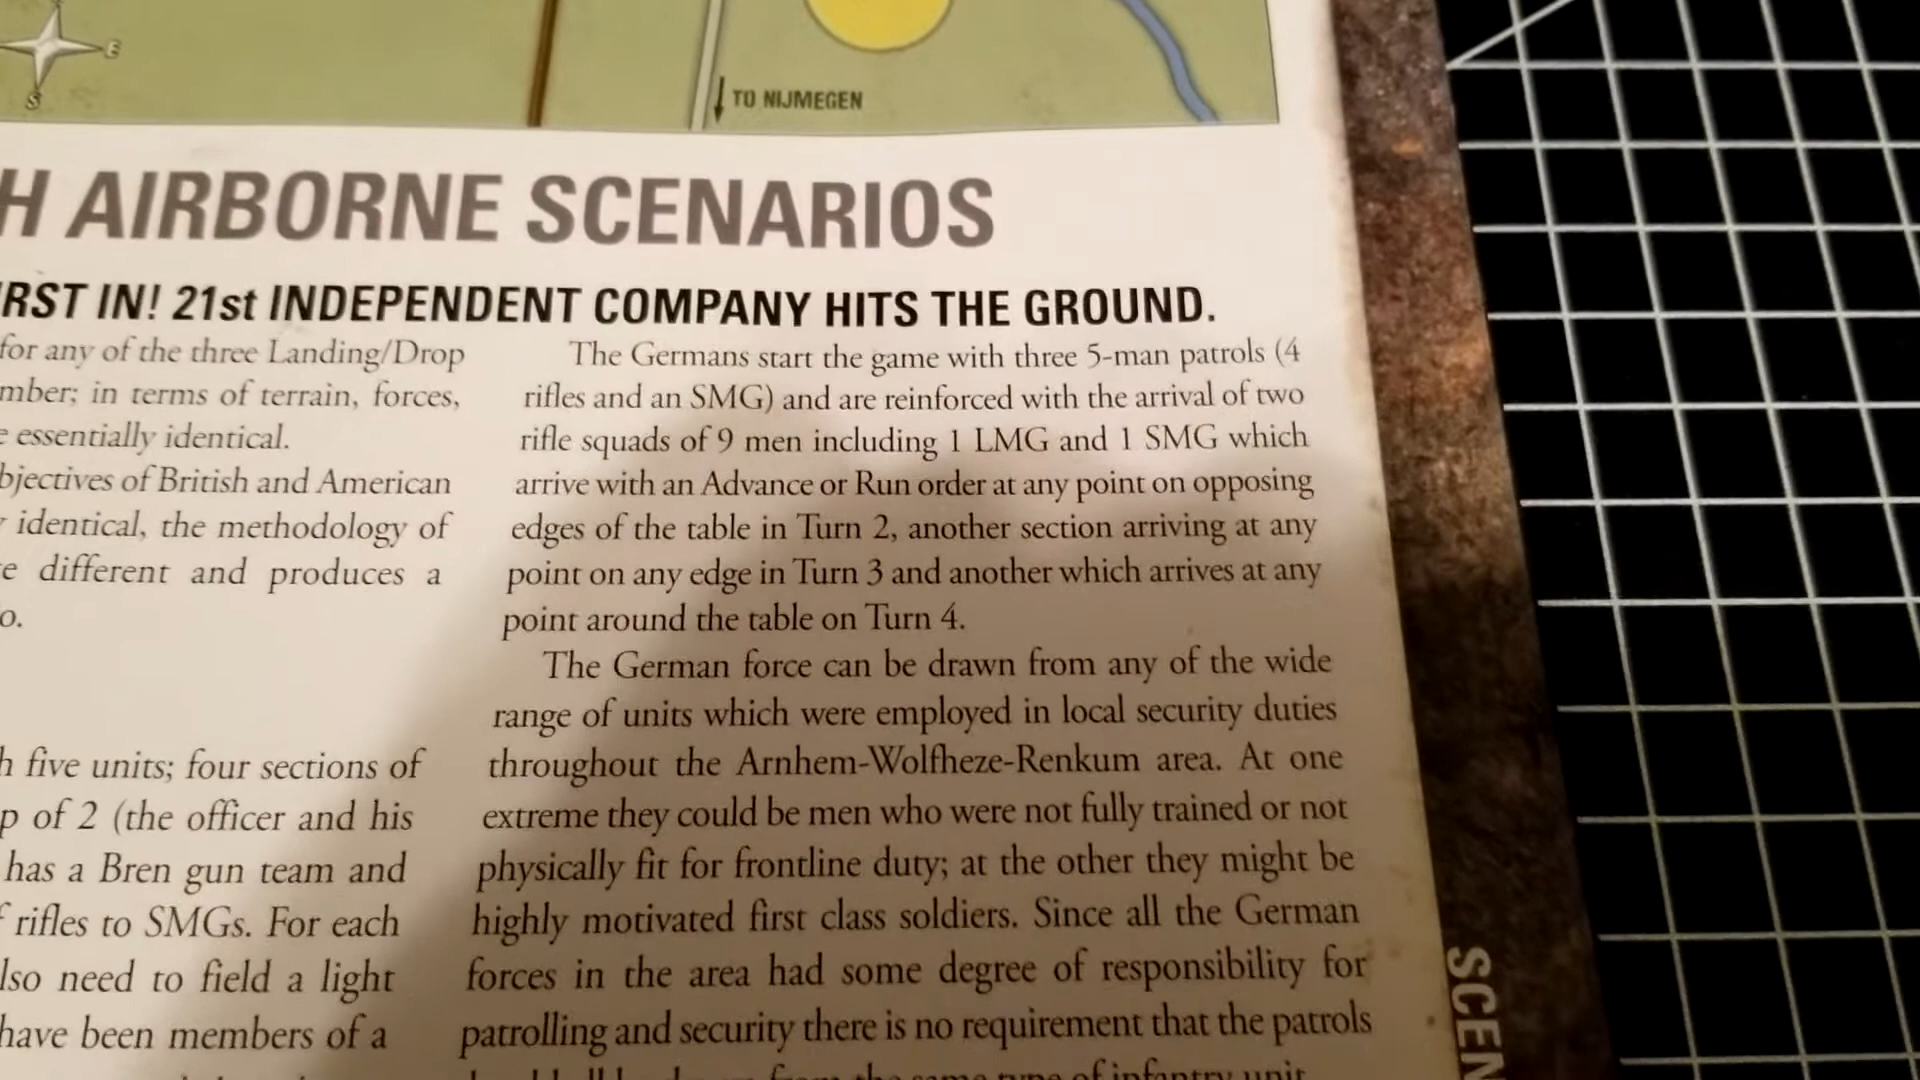 E
S
TO NIJMEGEN
H AIRBORNE SCENARIOS
RST IN! 21st INDEPENDENT COMPANY HITS THE GROUND.
for any of the three Landing/Drop
mber; in terms of terrain, forces,
e essentially identical.
bjectives of British and American
identical, the methodology of
e different and produces a
o.
h five units; four sections of
p of 2 (the officer and his
has a Bren gun team and
f rifles to SMGs. For each
lso need to field a light
have been members of a
The Germans start the game with three 5-man patrols (4
rifles and an SMG) and are reinforced with the arrival of two
rifle squads of 9 men including 1 LMG and 1 SMG which
arrive with an Advance or Run order at any point on opposing
edges of the table in Turn 2, another section arriving at any
point on any edge in Turn 3 and another which arrives at any
point around the table on Turn 4.
The German force can be drawn from any of the wide
range of units which were employed in local security duties
throughout the Arnhem-Wolfheze-Renkum area. At one
extreme they could be men who were not fully trained or not
physically fit for frontline duty; at the other they might be
highly motivated first class soldiers. Since all the German
forces in the area had some degree of responsibility for
patrolling and security there is no requirement that the patrols
from the same type of infantry unit
SCEN